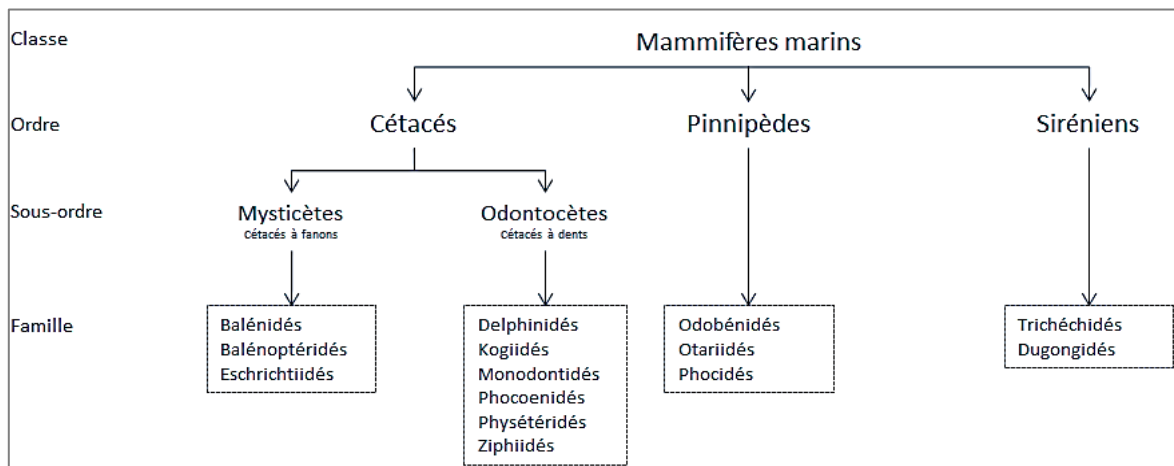 Classe
Mammifères marins
Ordre
Cétacés
Pinnipèdes
Siréniens
Sous-ordre
Mysticètes
Cétacés à fanons
Odontocètes
Cétacés à dents
Famille
Balénidés
Balénoptéridés
Eschrichtiidés
Delphinidés
Kogiidés
Monodontidés
Phocoenidés
Physétéridés
Ziphiidés
Odobénidés
Otariidés
Phocidés
Trichéchidés
Dugongidés